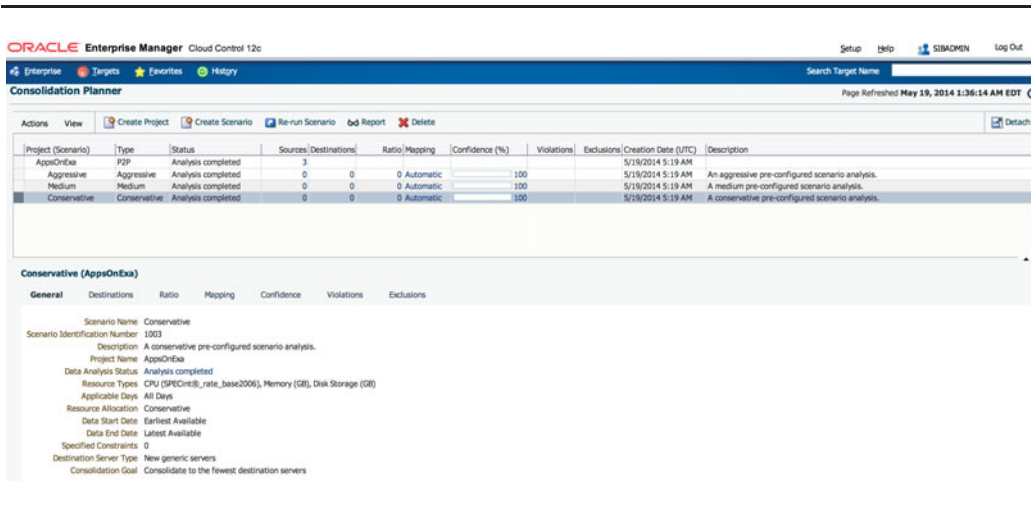 ORACLE Enterprise Manager Cloud Control 12c Setup Help SIBADMIN Log Out
Enterprise Targets Favorites History Search Target Name
Consolidation Planner Page Refreshed May 19, 2014 1:36:14 AM EDT
Actions View Create Project Create Scenario Re-run Scenario Report Delete Detach
Project (Scenario) Type Status Sources Destinations Ratio Mapping Confidence (%) Violations Exclusions Creation Date (UTC) Description
AppsOnExa P2P Analysis completed 3 5/19/2014 5:19 AM
Aggressive Aggressive Analysis completed 0 0 0 Automatic 100 5/19/2014 5:19 AM An aggressive pre-configured scenario analysis.
Medium Medium Analysis completed 0 0 0 Automatic 100 5/19/2014 5:19 AM A medium pre-configured scenario analysis.
Conservative Conservative Analysis completed 0 0 0 Automatic 100 5/19/2014 5:19 AM A conservative pre-configured scenario analysis.
Conservative (AppsOnExa)
General Destinations Ratio Mapping Confidence Violations Exclusions
Scenario Name Conservative
Scenario Identification Number 1003
Description A conservative pre-configured scenario analysis.
Project Name AppsOnExa
Data Analysis Status Analysis completed
Resource Types CPU (SPECint®_rate_base2006), Memory (GB), Disk Storage (GB)
Applicable Days All Days
Resource Allocation Conservative
Data Start Date Earliest Available
Data End Date Latest Available
Specified Constraints 0
Destination Server Type New generic servers
Consolidation Goal Consolidate to the fewest destination servers